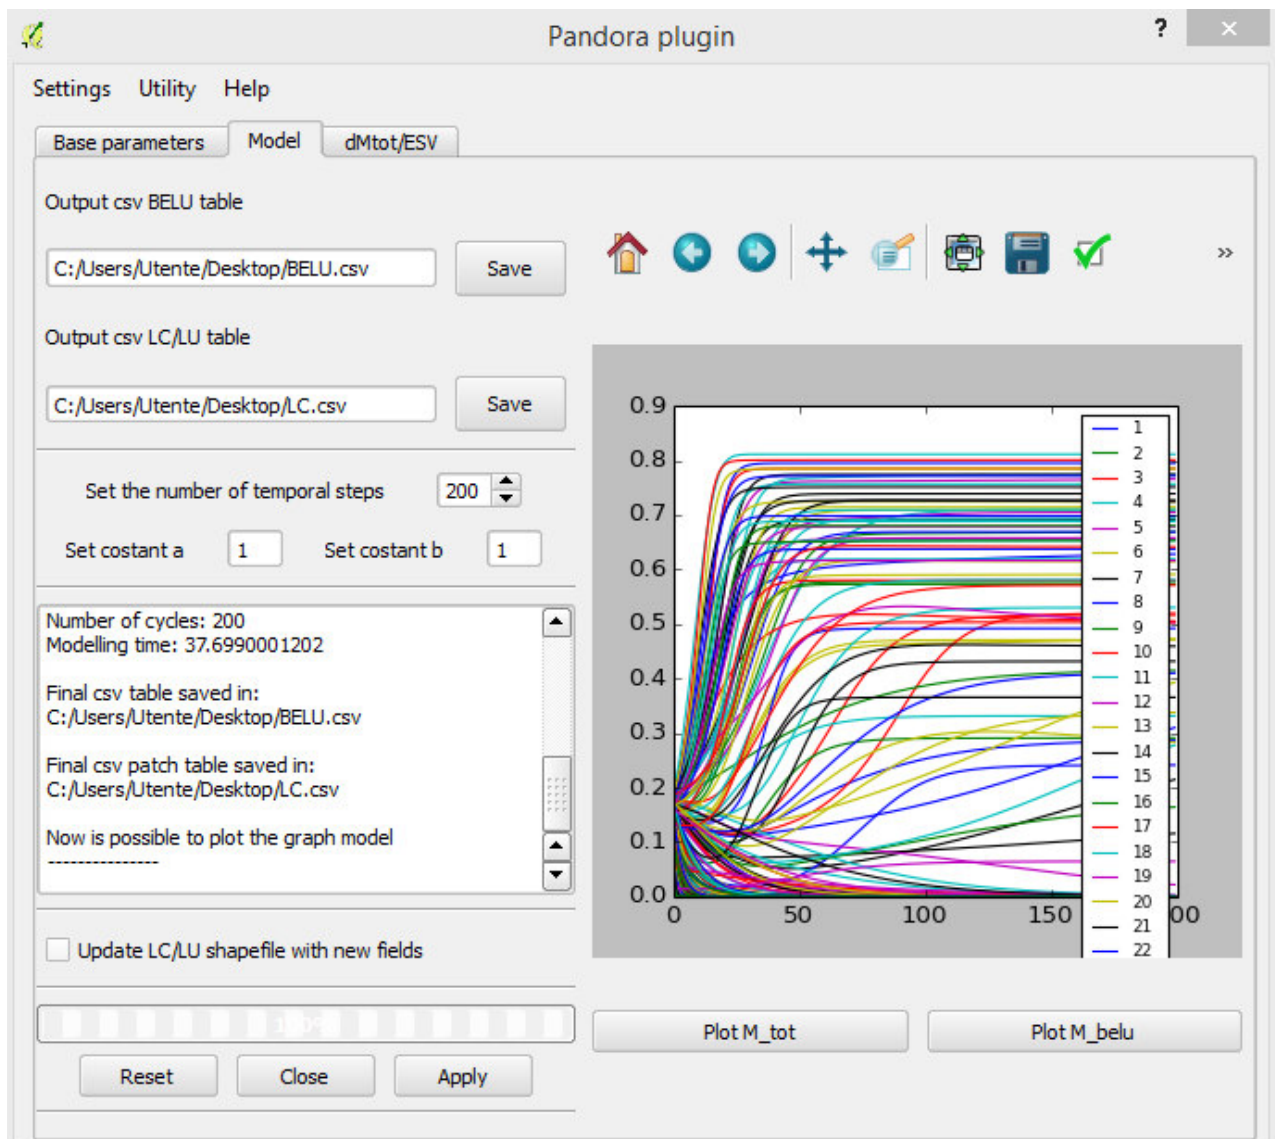 Pandora plugin
?
Settings Utility Help
Base parameters Model dMtot/ESV
Output csv BELU table
C:/Users/Utente/Desktop/BELU.csv Save
Output csv LC/LU table
C:/Users/Utente/Desktop/LC.csv Save
Set the number of temporal steps 200
Set costant a 1 Set costant b 1
Number of cycles: 200
Modelling time: 37.6990001202
Final csv table saved in:
C:/Users/Utente/Desktop/BELU.csv
Final csv patch table saved in:
C:/Users/Utente/Desktop/LC.csv
Now is possible to plot the graph model
---------------
Update LC/LU shapefile with new fields
Reset Close Apply
»
0.9
0.8
0.7
0.6
0.5
0.4
0.3
0.2
0.1
0.0
0 50 100 150 00
1
2
3
4
5
6
7
8
9
10
11
12
13
14
15
16
17
18
19
20
21
22
Plot M_tot Plot M_belu